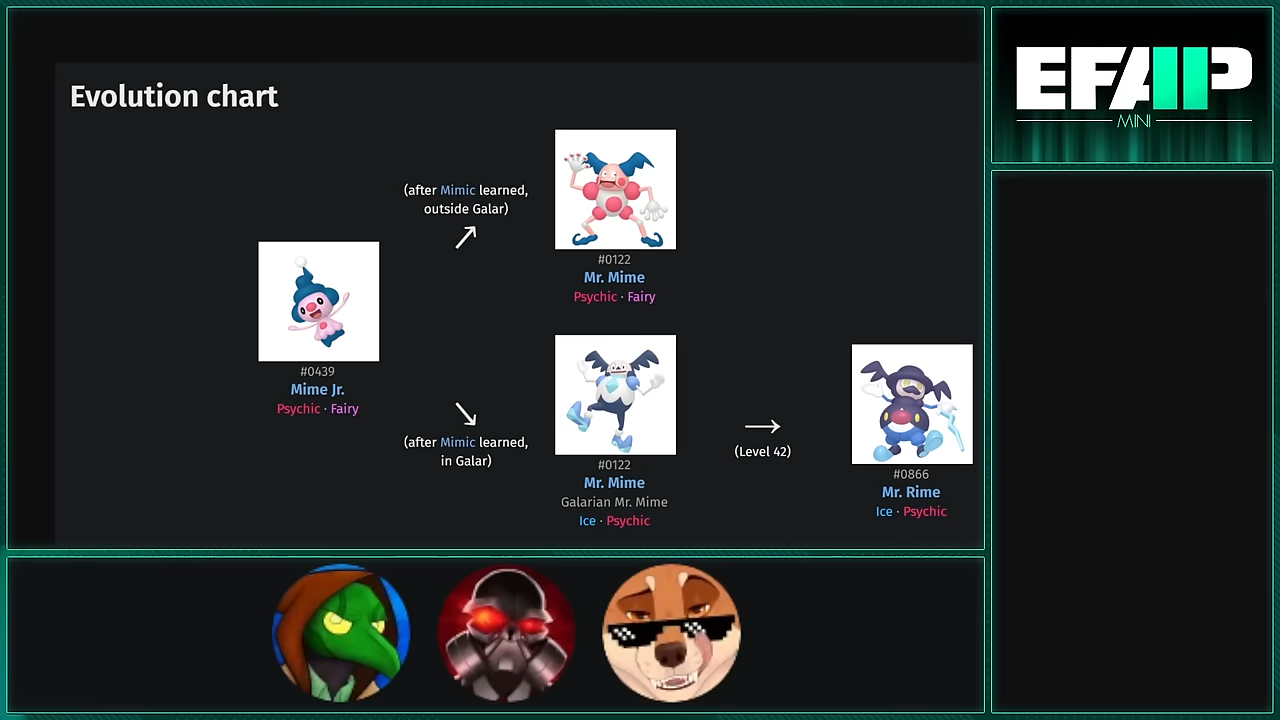 Evolution chart
EFAP
MINI
(after Mimic learned,
outside Galar)
#0122
Mr. Mime
Psychic · Fairy
#0439
Mime Jr.
Psychic · Fairy
(after Mimic learned,
in Galar)
#0122
Mr. Mime
Galarian Mr. Mime
Ice · Psychic
(Level 42)
#0866
Mr. Rime
Ice · Psychic